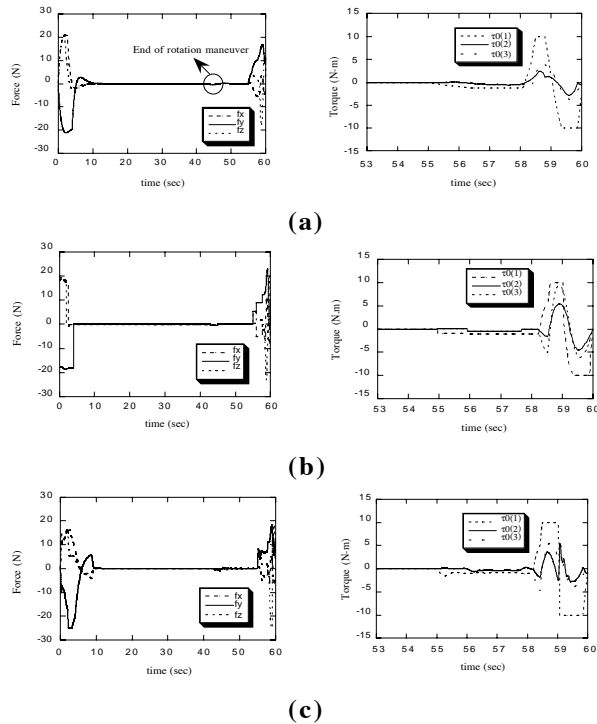 30
20
10
0
-10
-20
-30
Force (N)
End of rotation maneuver
fx
fy
fz
0 10 20 30 40 50 60
time (sec)
15
10
5
0
-5
-10
-15
Torque (N-m)
τ0(1)
τ0(2)
τ0(3)
53 54 55 56 57 58 59 60
time (sec)
(a)
30
20
10
0
-10
-20
-30
Force (N)
fx
fy
fz
0 10 20 30 40 50 60
time (sec)
15
10
5
0
-5
-10
-15
Torque (N.m)
τ0(1)
τ0(2)
τ0(3)
53 54 55 56 57 58 59 60
time (sec)
(b)
30
20
10
0
-10
-20
-30
Force (N)
fx
fy
fz
0 10 20 30 40 50 60
time (sec)
15
10
5
0
-5
-10
-15
Torque (N-m)
τ0(1)
τ0(2)
τ0(3)
53 54 55 56 57 58 59 60
time (sec)
(c)